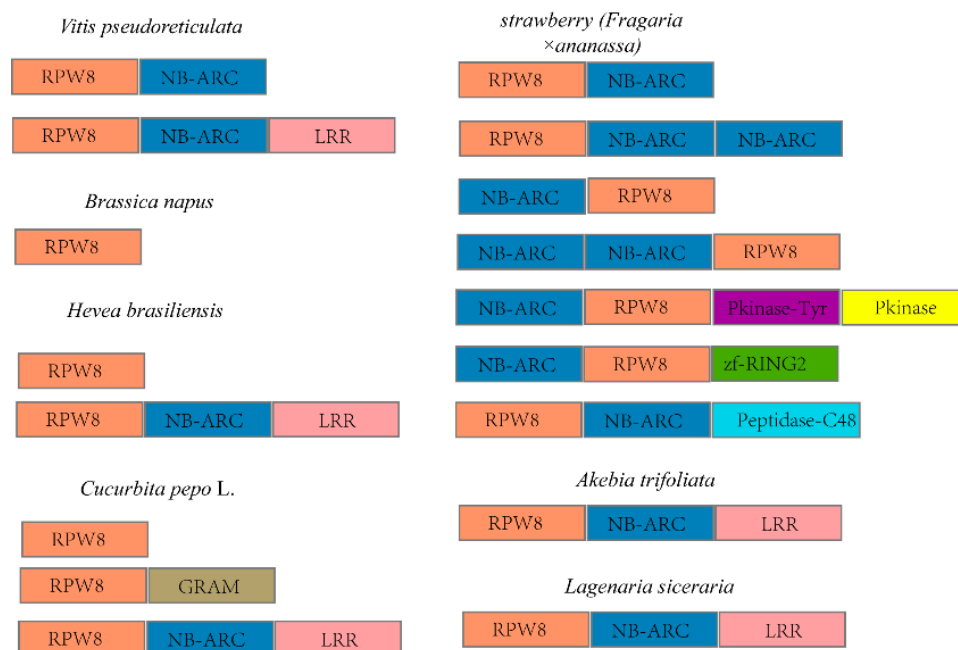 Vitis pseudoreticulata
RPW8 NB-ARC
RPW8 NB-ARC LRR
Brassica napus
RPW8
Hevea brasiliensis
RPW8
RPW8 NB-ARC LRR
Cucurbita pepo L.
RPW8
RPW8 GRAM
RPW8 NB-ARC LRR
strawberry (Fragaria
×ananassa)
RPW8 NB-ARC
RPW8 NB-ARC NB-ARC
NB-ARC RPW8
NB-ARC NB-ARC RPW8
NB-ARC RPW8 Pkinase-Tyr Pkinase
NB-ARC RPW8 zf-RING2
RPW8 NB-ARC Peptidase-C48
Akebia trifoliata
RPW8 NB-ARC LRR
Lagenaria siceraria
RPW8 NB-ARC LRR